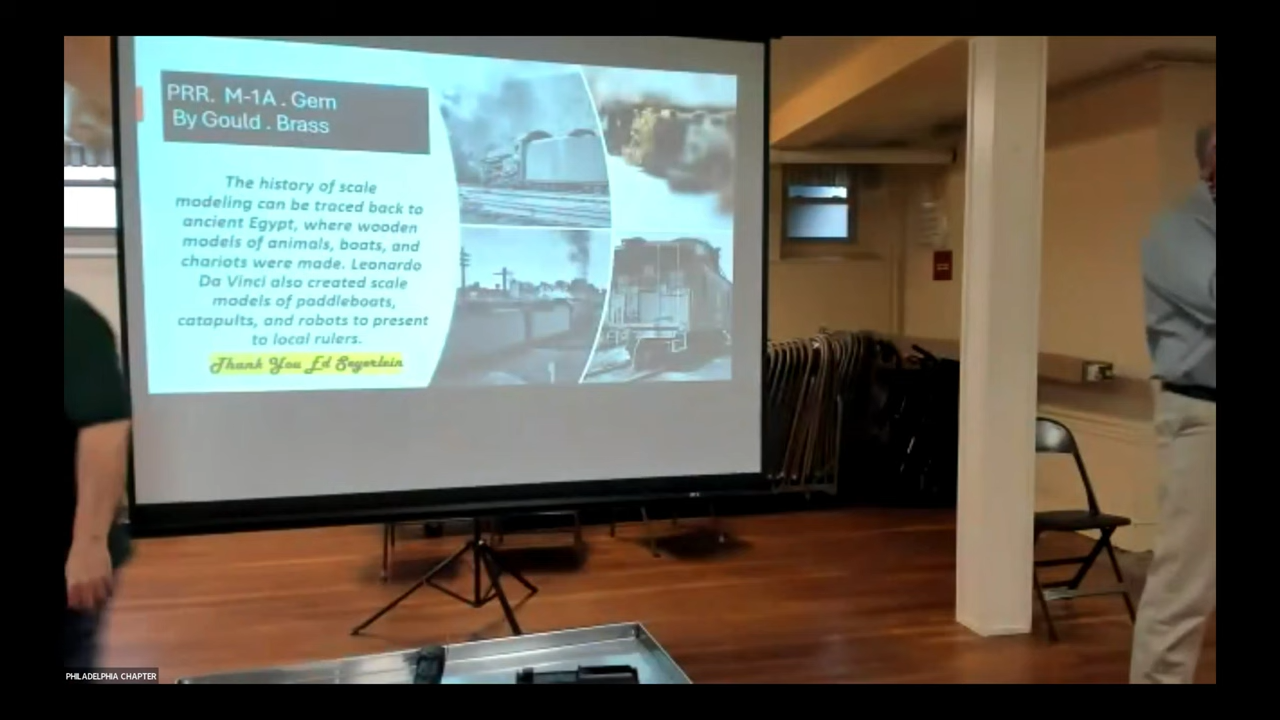 PRR. M-1A . Gem
By Gould . Brass
The history of scale
modeling can be traced back to
ancient Egypt, where wooden
models of animals, boats, and
chariots were made. Leonardo
Da Vinci also created scale
models of paddleboats,
catapults, and robots to present
to local rulers.
Thank You Ed Seyerlein
PHILADELPHIA CHAPTER